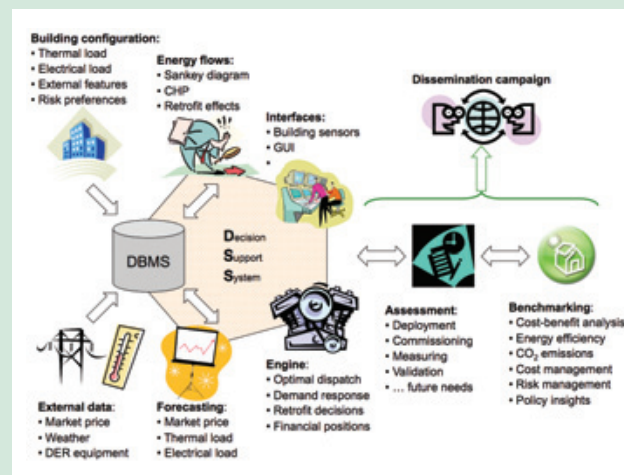 Building configuration:
• Thermal load
• Electrical load
• External features
• Risk preferences
Energy flows:
• Sankey diagram
• CHP
• Retrofit effects
Interfaces:
• Building sensors
• GUI
•
Dissemination campaign
DBMS
Decision
Support
System
External data:
• Market price
• Weather
• DER equipment
Forecasting:
• Market price
• Thermal load
• Electrical load
Engine:
• Optimal dispatch
• Demand response
• Retrofit decisions
• Financial positions
Assessment:
• Deployment
• Commissioning
• Measuring
• Validation
• ... future needs
Benchmarking:
• Cost-benefit analysis
• Energy efficiency
• CO₂ emissions
• Cost management
• Risk management
• Policy insights